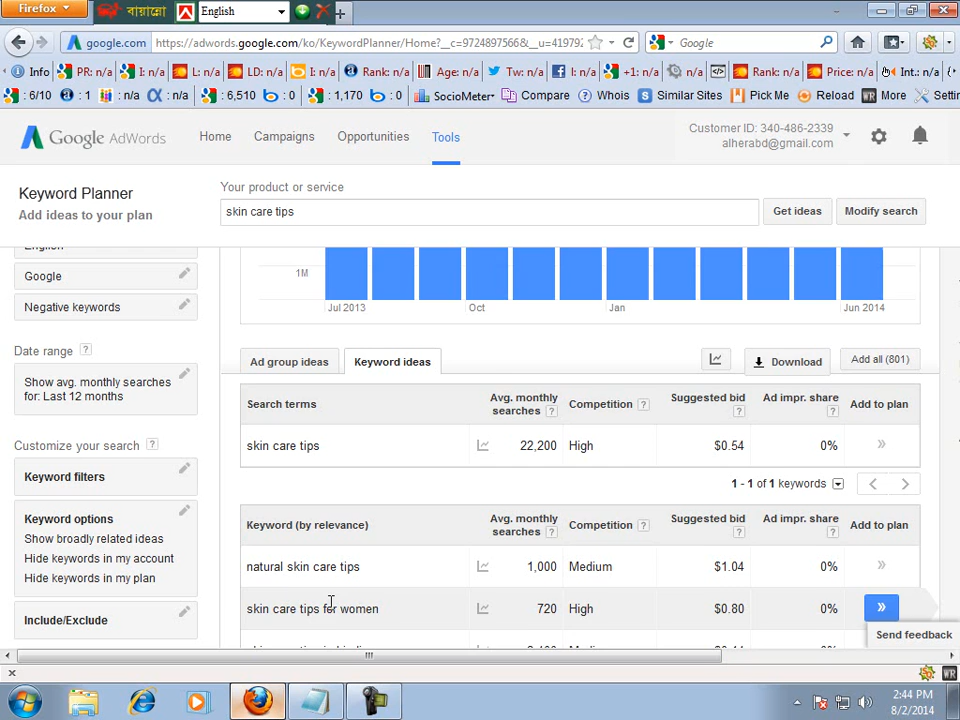 Firefox
বায়ান্নো
English
google.com
https://adwords.google.com/ko/KeywordPlanner/Home?__c=9724897566&__u=419792
Google
Info PR: n/a I: n/a L: n/a LD: n/a I: n/a Rank: n/a Age: n/a Tw: n/a I: n/a +1: n/a n/a Rank: n/a Price: n/a Int.: n/a
: 6/10 : 1 : n/a : n/a : 6,510 : 0 : 1,170 : 0 SocioMeter Compare Whois Similar Sites Pick Me Reload More Settin
Google AdWords
Home
Campaigns
Opportunities
Tools
Customer ID: 340-486-2339
alherabd@gmail.com
Keyword Planner
Add ideas to your plan
Your product or service
skin care tips
Get ideas
Modify search
English
Google
Negative keywords
Date range ?
Show avg. monthly searches
for: Last 12 months
Customize your search ?
Keyword filters
Keyword options
Show broadly related ideas
Hide keywords in my account
Hide keywords in my plan
Include/Exclude
1M
Jul 2013 Oct Jan Jun 2014
Ad group ideas
Keyword ideas
Download
Add all (801)
Search terms Avg. monthly searches ? Competition ? Suggested bid ? Ad impr. share ? Add to plan
skin care tips 22,200 High $0.54 0% »
1 - 1 of 1 keywords
Keyword (by relevance) Avg. monthly searches ? Competition ? Suggested bid ? Ad impr. share ? Add to plan
natural skin care tips 1,000 Medium $1.04 0% »
skin care tips for women 720 High $0.80 0% »
Send feedback
2:44 PM
8/2/2014